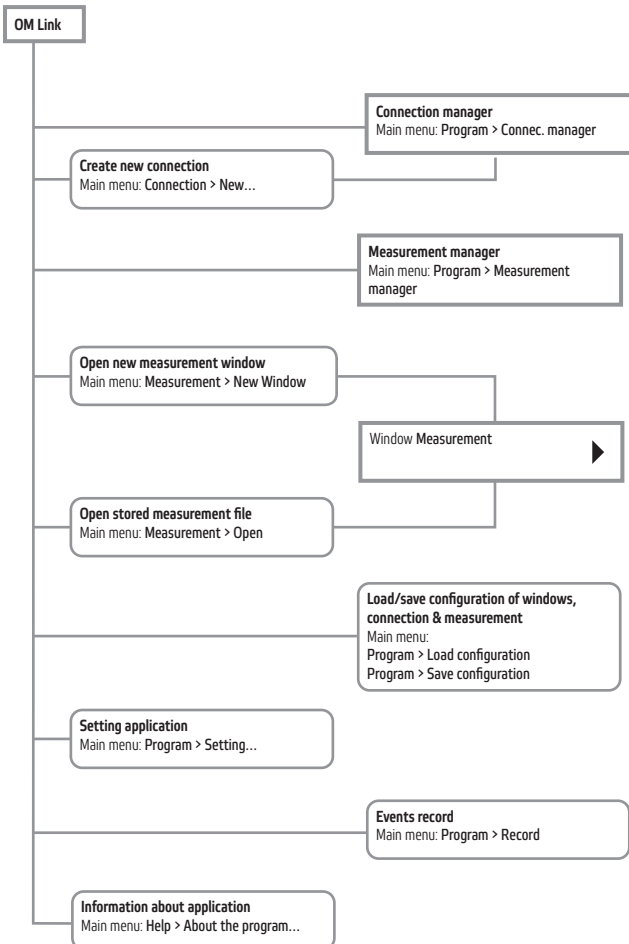 OM Link
Connection manager
Main menu: Program > Connec. manager
Create new connection
Main menu: Connection > New...
Measurement manager
Main menu: Program > Measurement
manager
Open new measurement window
Main menu: Measurement > New Window
Window Measurement
Open stored measurement file
Main menu: Measurement > Open
Load/save configuration of windows,
connection & measurement
Main menu:
Program > Load configuration
Program > Save configuration
Setting application
Main menu: Program > Setting...
Events record
Main menu: Program > Record
Information about application
Main menu: Help > About the program...